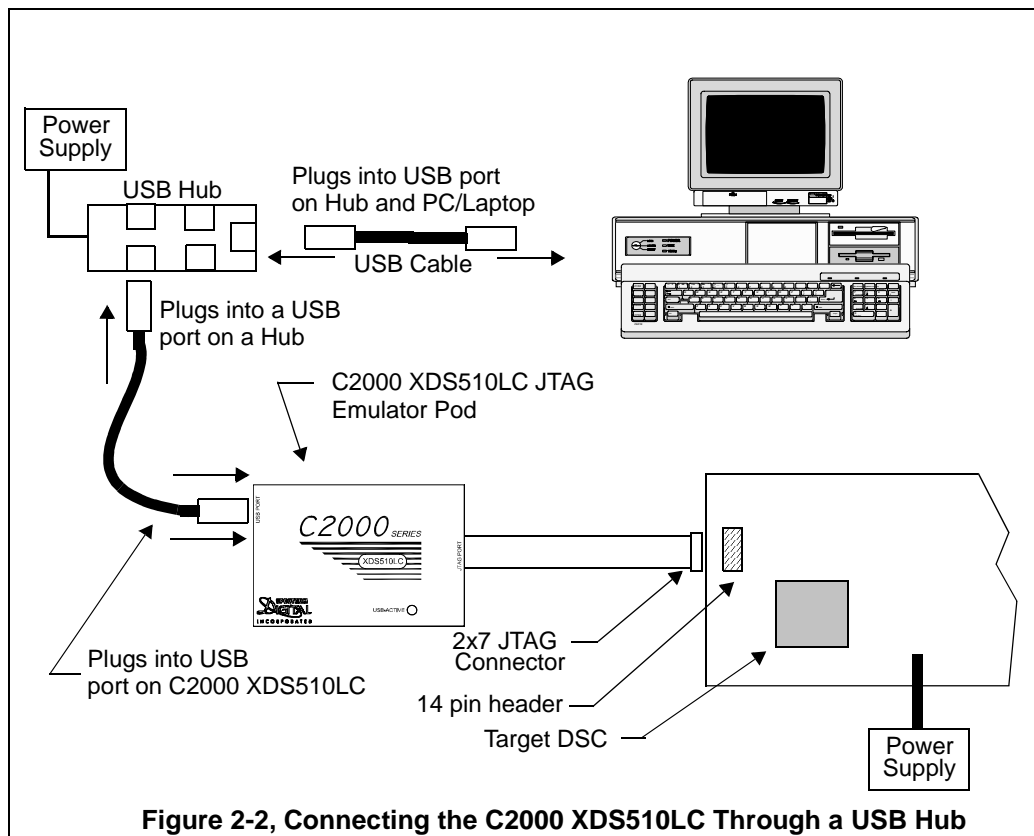 Power
Supply
USB Hub
Plugs into USB port
on Hub and PC/Laptop
USB Cable
Plugs into a USB
port on a Hub
C2000 XDS510LC JTAG
Emulator Pod
USB PORT
C2000 SERIES
XDS510LC
JTAG PORT
SPECTRUM
DIGITAL
INCORPORATED
USB-ACTIVE
Plugs into USB
port on C2000 XDS510LC
2x7 JTAG
Connector
14 pin header
Target DSC
Power
Supply
Figure 2-2, Connecting the C2000 XDS510LC Through a USB Hub